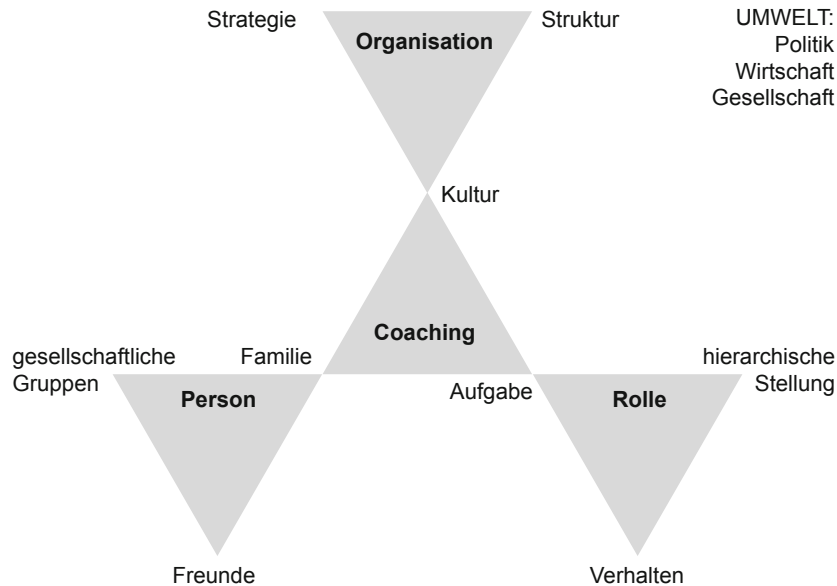 Strategie
Organisation
Struktur
UMWELT:
Politik
Wirtschaft
Gesellschaft
Kultur
Coaching
gesellschaftliche
Gruppen
Familie
Person
Aufgabe
Rolle
hierarchische
Stellung
Freunde
Verhalten